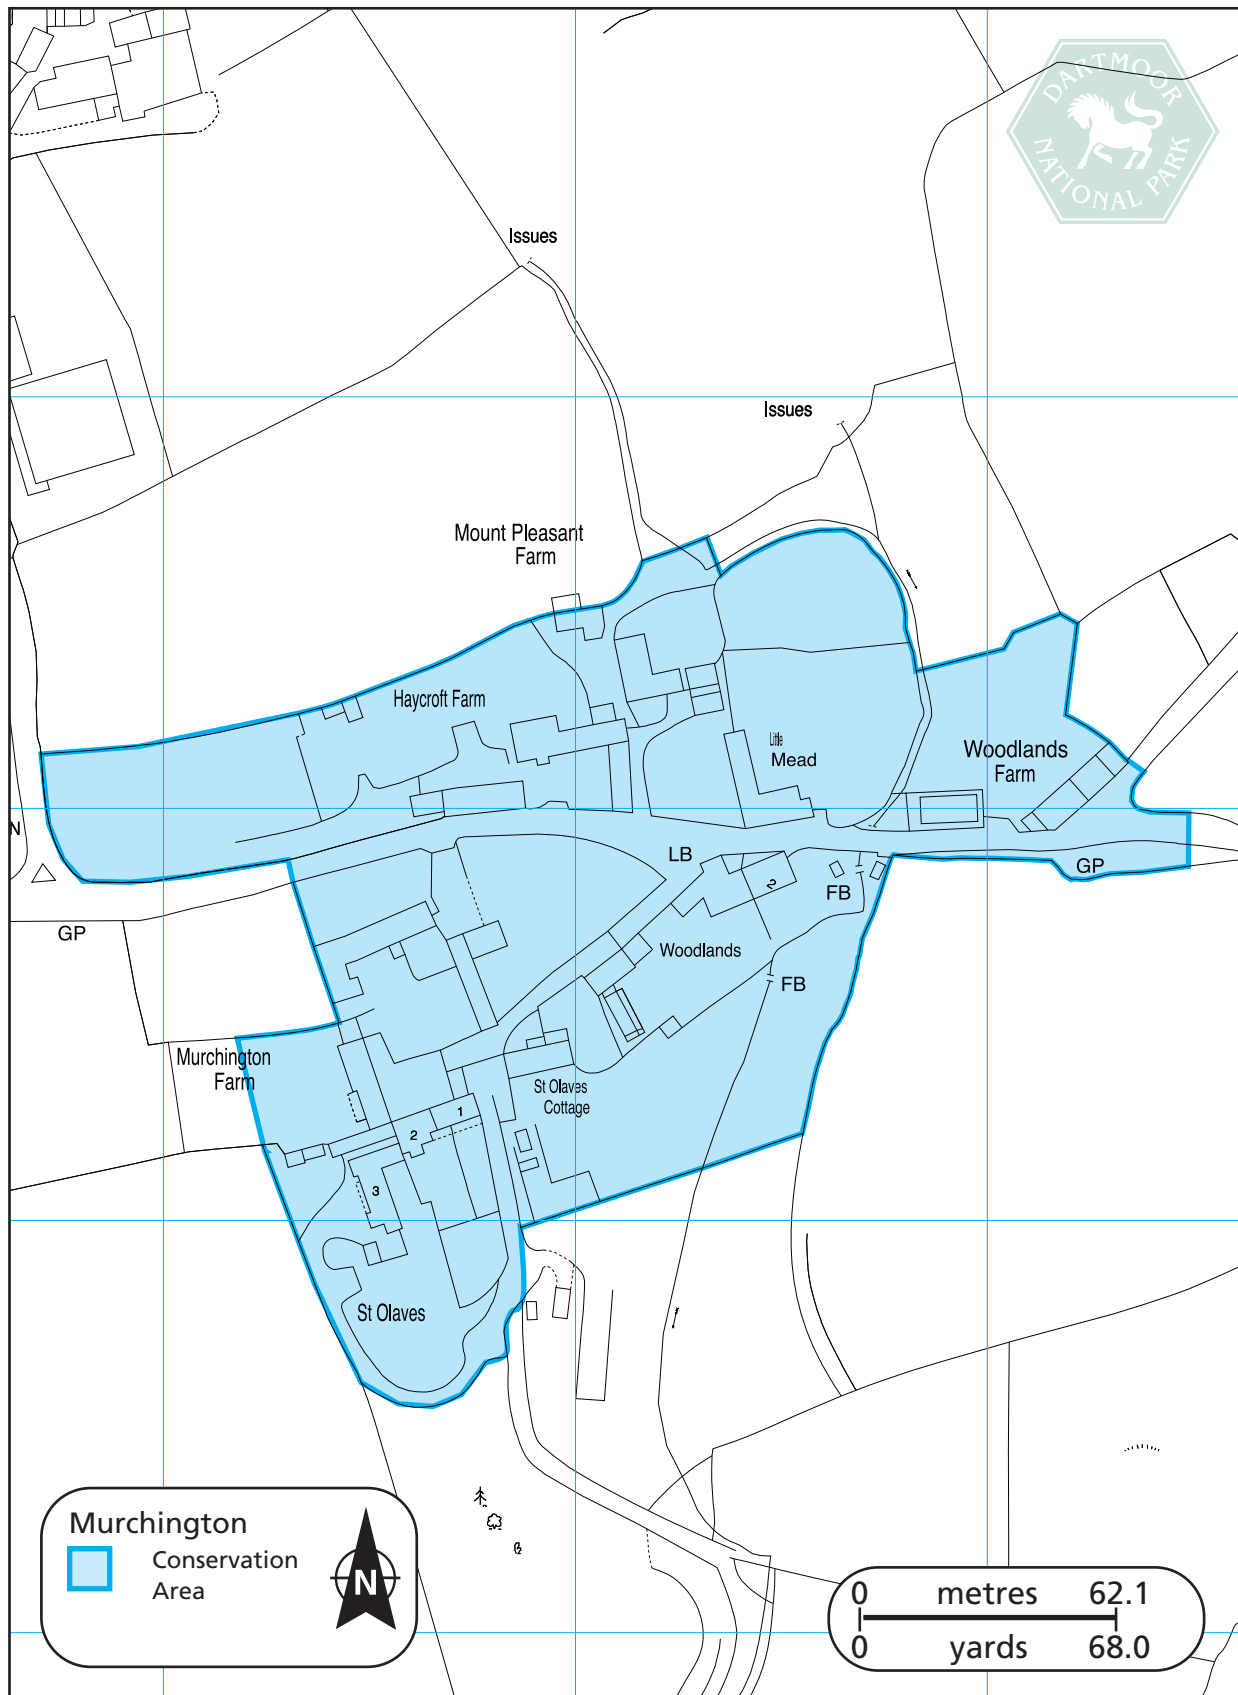 DARTMOOR
NATIONAL PARK
Issues
Issues
Mount Pleasant
Farm
Haycroft Farm
Little
Mead
Woodlands
Farm
N
LB
2
FB
GP
GP
Woodlands
FB
Murchington
Farm
St Olaves
Cottage
1
2
3
St Olaves
Murchington
Conservation
Area
N
0 metres 62.1
0 yards 68.0